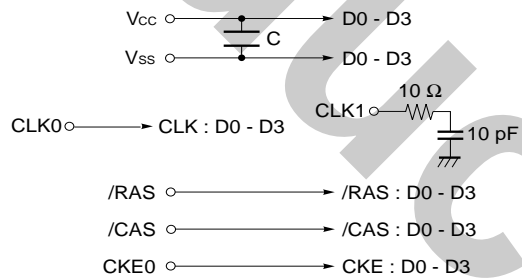 VCC D0 - D3
C
VSS D0 - D3
10 Ω
CLK0 CLK : D0 - D3 CLK1
10 pF
/RAS /RAS : D0 - D3
/CAS /CAS : D0 - D3
CKE0 CKE : D0 - D3